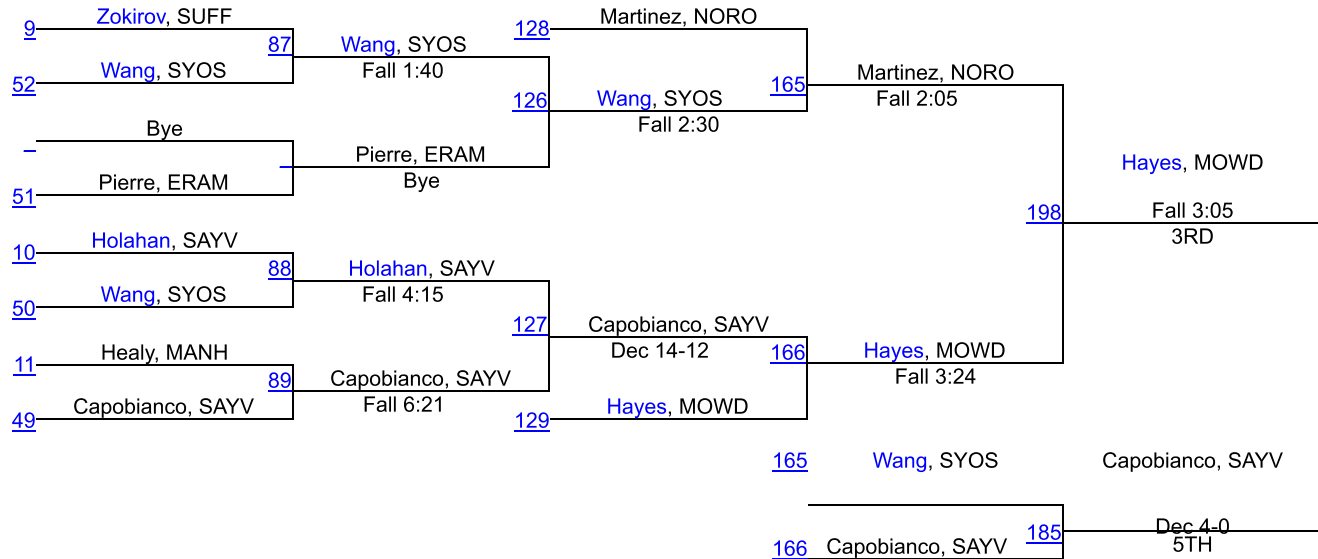 Zokirov, SUFF
9
87
Wang, SYOS
52
Wang, SYOS
Fall 1:40
Bye
_
Pierre, ERAM
51
Pierre, ERAM
Bye
126
Wang, SYOS
Fall 2:30
128
Martinez, NORO
165
Martinez, NORO
Fall 2:05
10
Holahan, SAYV
88
50
Wang, SYOS
Holahan, SAYV
Fall 4:15
11
Healy, MANH
89
49
Capobianco, SAYV
Capobianco, SAYV
Fall 6:21
127
Capobianco, SAYV
Dec 14-12
129
Hayes, MOWD
166
Hayes, MOWD
Fall 3:24
198
Hayes, MOWD
Fall 3:05
3RD
165
Wang, SYOS
166
Capobianco, SAYV
185
Capobianco, SAYV
Dec 4-0
5TH